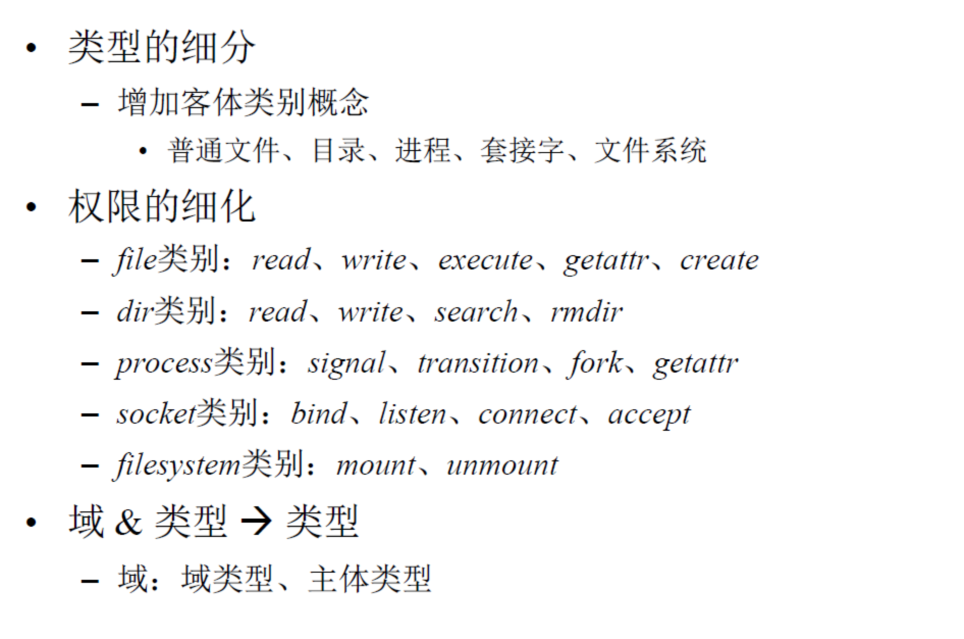 • 类型的细分
– 增加客体类别概念
• 普通文件、目录、进程、套接字、文件系统
• 权限的细化
– file类别：read、write、execute、getattr、create
– dir类别：read、write、search、rmdir
– process类别：signal、transition、fork、getattr
– socket类别：bind、listen、connect、accept
– filesystem类别：mount、unmount
• 域 & 类型 → 类型
– 域：域类型、主体类型